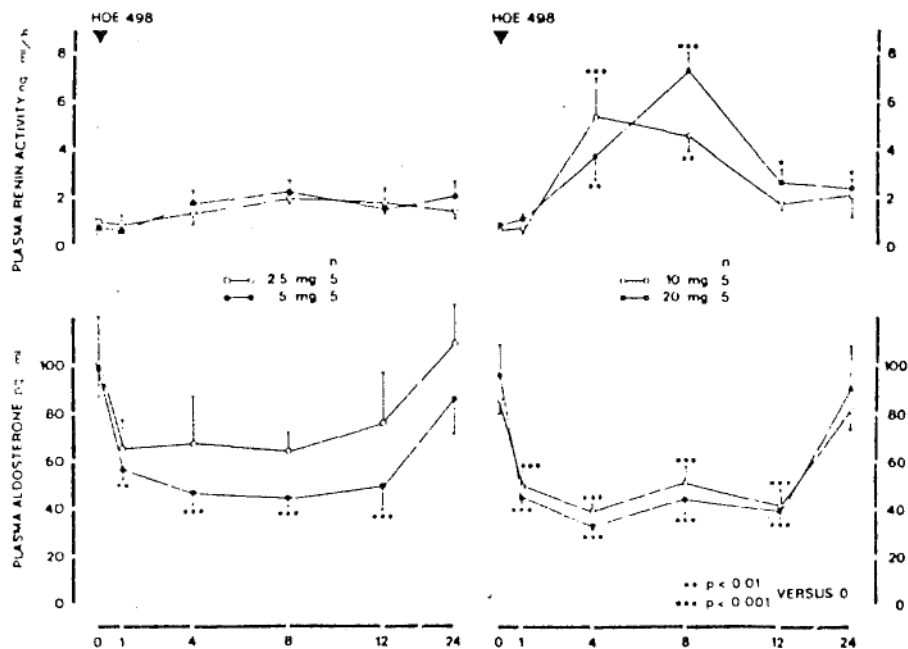 HOE 498
HOE 498
PLASMA RENIN ACTIVITY ng ml/h
8
6
4
2
0
8
6
4
2
0
n
2.5 mg 5
5 mg 5
n
10 mg 5
20 mg 5
PLASMA ALDOSTERONE ml
100
80
60
40
20
0
100
80
60
40
20
0
** p < 0.01
*** p < 0.001
VERSUS 0
0 1 4 8 12 24
0 1 4 8 12 24